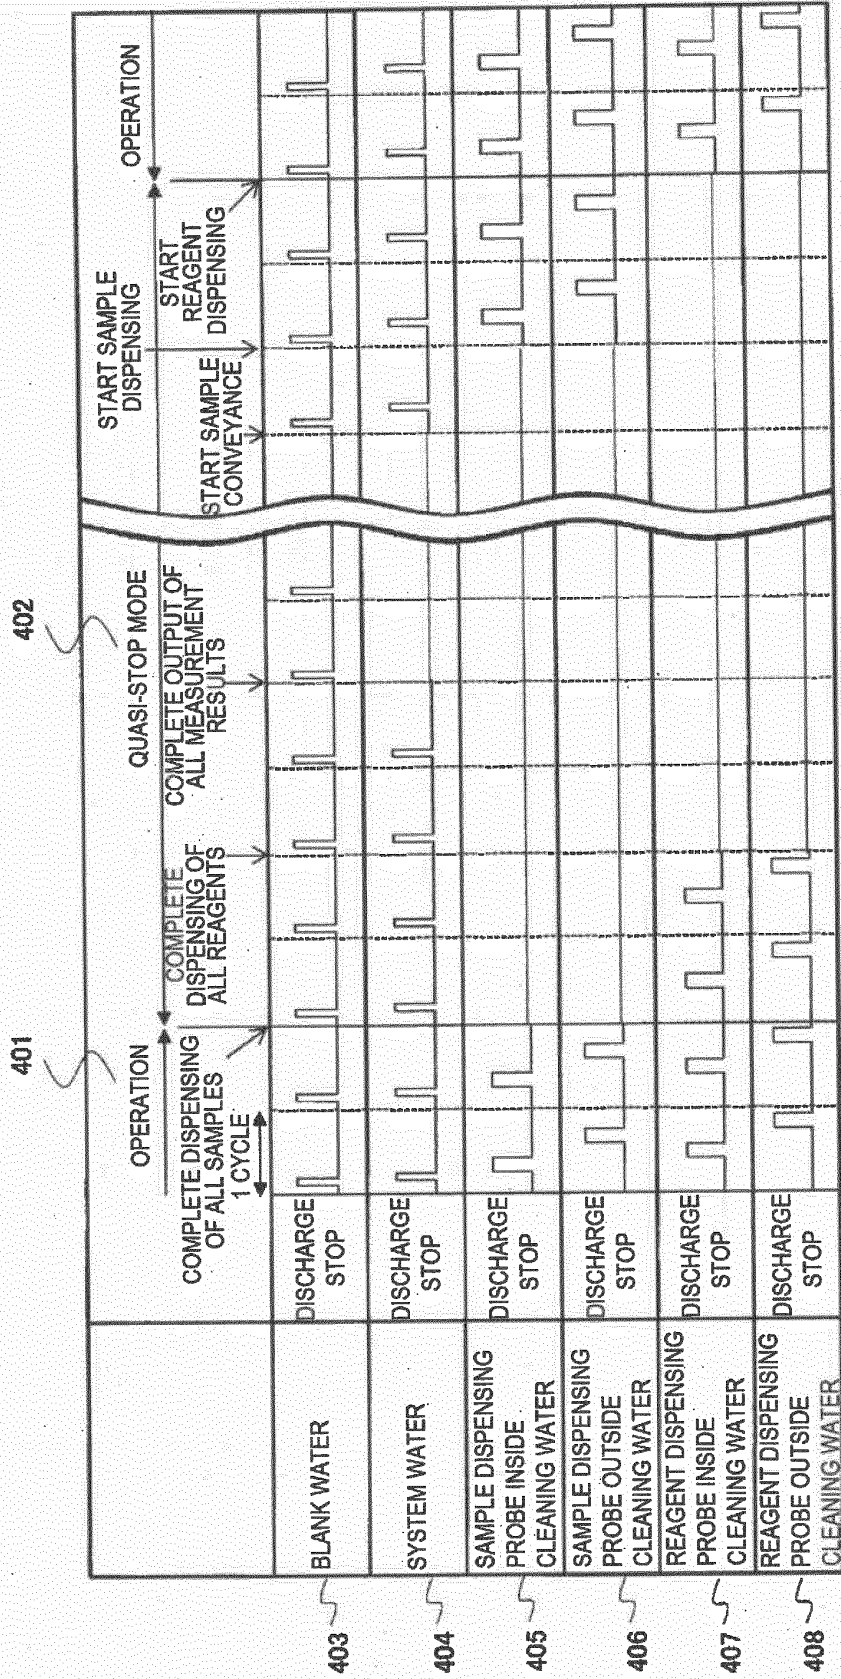 401
402
OPERATION
QUASI-STOP MODE
START SAMPLE
DISPENSING
OPERATION
COMPLETE DISPENSING
OF ALL SAMPLES
1 CYCLE
COMPLETE
DISPENSING OF
ALL REAGENTS
COMPLETE OUTPUT OF
ALL MEASUREMENT
RESULTS
START SAMPLE
CONVEYANCE
START
REAGENT
DISPENSING
403
BLANK WATER
DISCHARGE
STOP
404
SYSTEM WATER
DISCHARGE
STOP
405
SAMPLE DISPENSING
PROBE INSIDE
CLEANING WATER
DISCHARGE
STOP
406
SAMPLE DISPENSING
PROBE OUTSIDE
CLEANING WATER
DISCHARGE
STOP
407
REAGENT DISPENSING
PROBE INSIDE
CLEANING WATER
DISCHARGE
STOP
408
REAGENT DISPENSING
PROBE OUTSIDE
CLEANING WATER
DISCHARGE
STOP